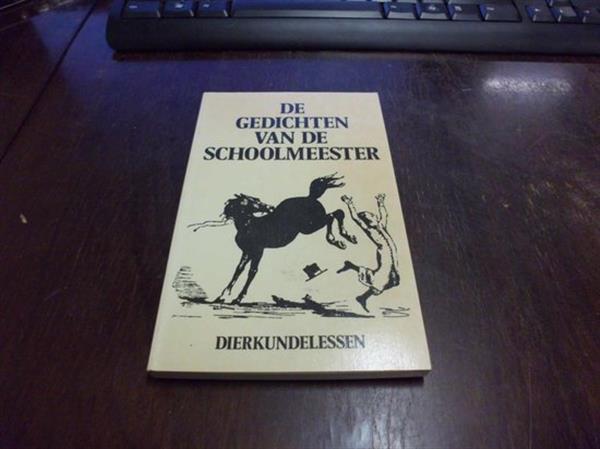 DE
GEDICHTEN
VAN DE
SCHOOLMEESTER
DIERKUNDELESSEN